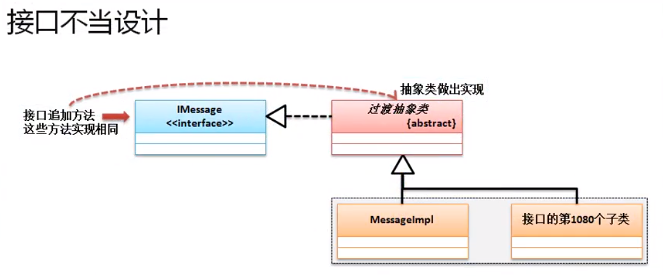 接口不当设计
抽象类做出实现
接口追加方法
这些方法实现相同
IMessage
<<interface>>
过渡抽象类
{abstract}
MessageImpl
接口的第1080个子类